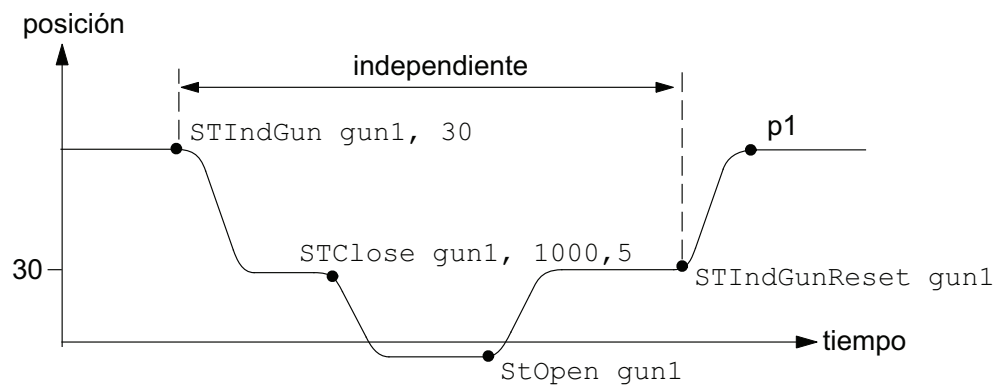 posición
independiente
STIndGun gun1, 30
p1
STClose gun1, 1000,5
30
STIndGunReset gun1
tiempo
StOpen gun1